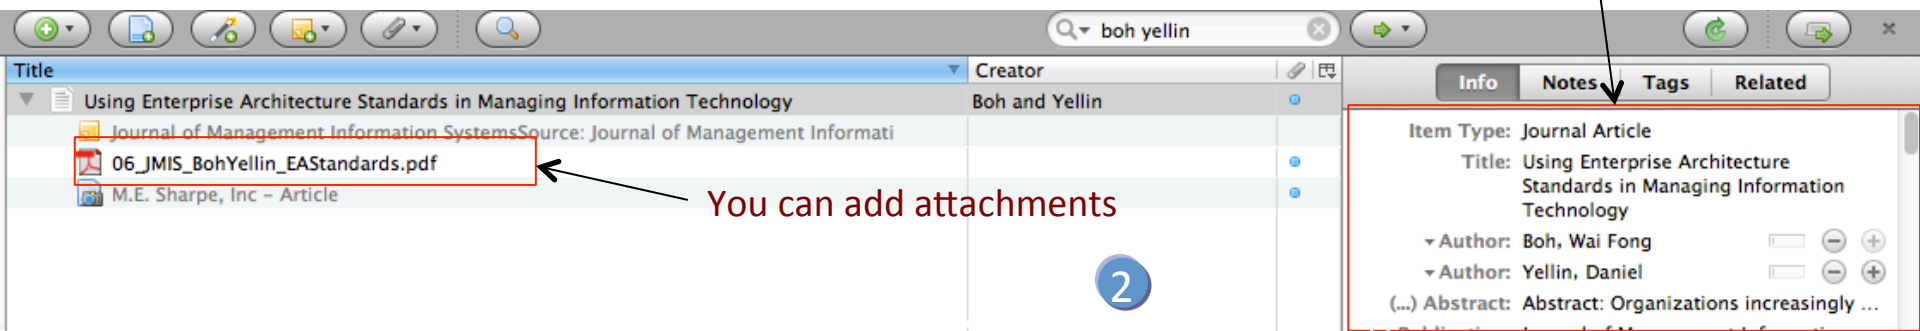 boh yellin
Title
Creator
Using Enterprise Architecture Standards in Managing Information Technology
Boh and Yellin
Journal of Management Information SystemsSource: Journal of Management Informati
06_JMIS_BohYellin_EAStandards.pdf
M.E. Sharpe, Inc – Article
You can add attachments
2
Info
Notes
Tags
Related
Item Type: Journal Article
Title: Using Enterprise Architecture
Standards in Managing Information
Technology
Author: Boh, Wai Fong
Author: Yellin, Daniel
(...) Abstract: Abstract: Organizations increasingly ...